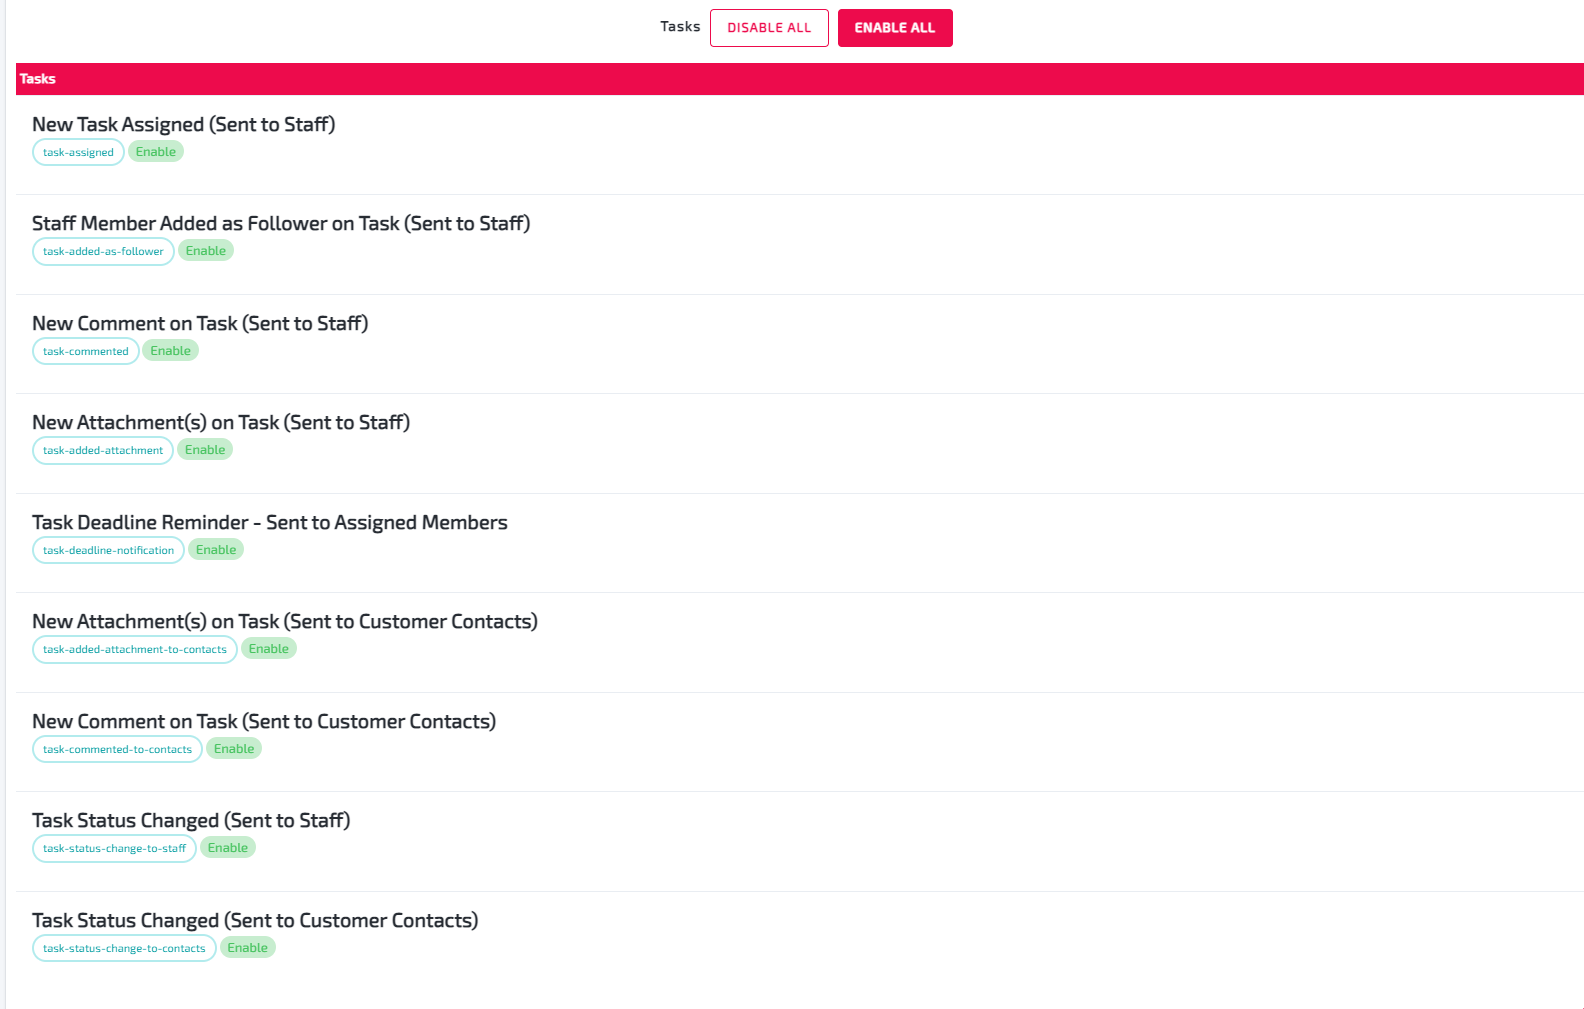 Tasks DISABLE ALL ENABLE ALL
Tasks
New Task Assigned (Sent to Staff)
task-assigned Enable
Staff Member Added as Follower on Task (Sent to Staff)
task-added-as-follower Enable
New Comment on Task (Sent to Staff)
task-commented Enable
New Attachment(s) on Task (Sent to Staff)
task-added-attachment Enable
Task Deadline Reminder - Sent to Assigned Members
task-deadline-notification Enable
New Attachment(s) on Task (Sent to Customer Contacts)
task-added-attachment-to-contacts Enable
New Comment on Task (Sent to Customer Contacts)
task-commented-to-contacts Enable
Task Status Changed (Sent to Staff)
task-status-change-to-staff Enable
Task Status Changed (Sent to Customer Contacts)
task-status-change-to-contacts Enable